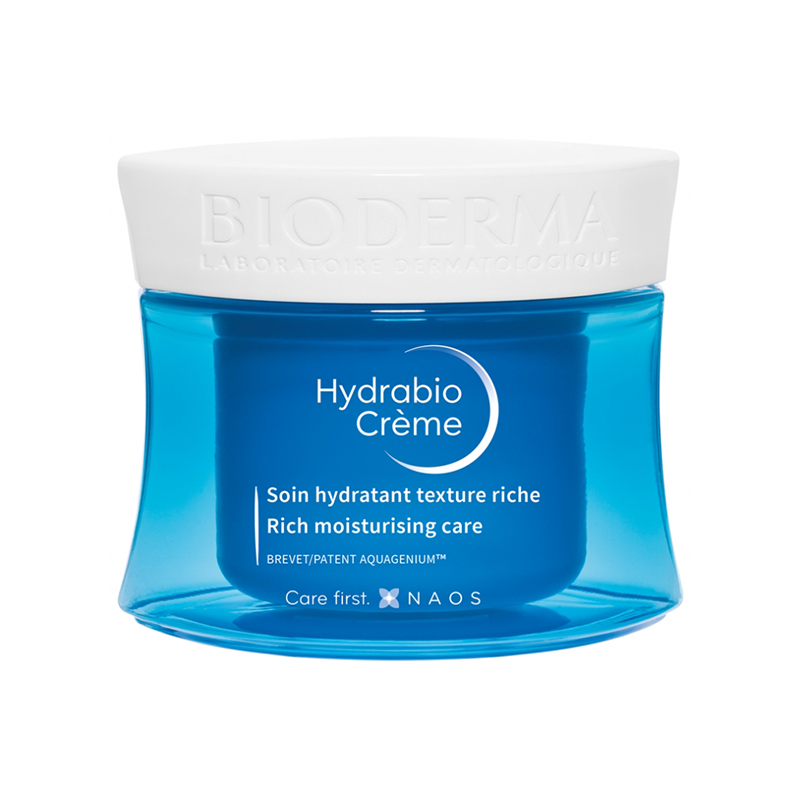 BIODERMA
LABORATOIRE DERMATOLOGIQUE
Hydrabio
Crème
Soin hydratant texture riche
Rich moisturising care
BREVET/PATENT AQUAGENIUM™
Care first. NAOS